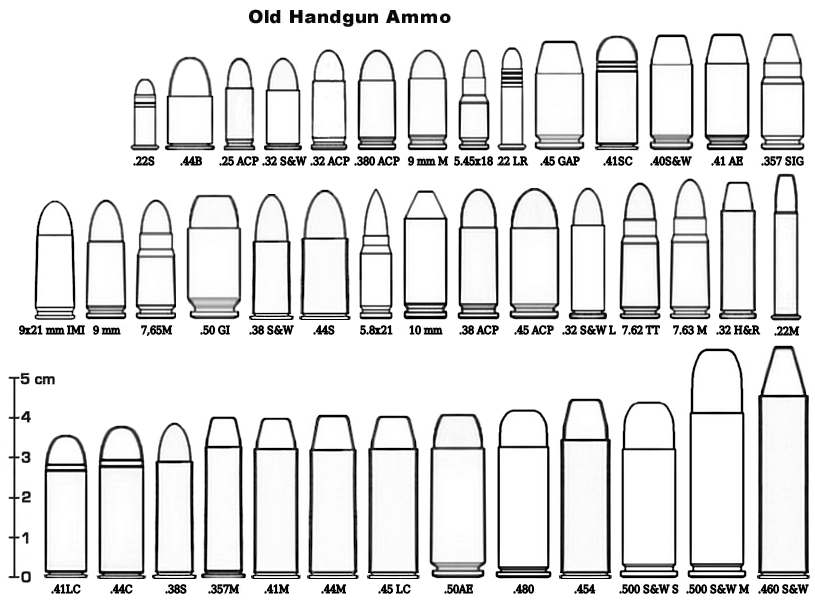 Old Handgun Ammo
.22S .44B .25 ACP .32 S&W .32 ACP .380 ACP 9 mm M 5.45x18 .22 LR .45 GAP .41SC .40S&W .41 AE .357 SIG
9x21 mm IMI 9 mm 7,65M .50 GI .38 S&W .44S 5.8x21 10 mm .38 ACP .45 ACP .32 S&W L 7.62 TT 7.63 M .32 H&R .22M
5 cm
4
3
2
1
0
.41LC .44C .38S .357M .41M .44M .45 LC .50AE .480 .454 .500 S&W S .500 S&W M .460 S&W